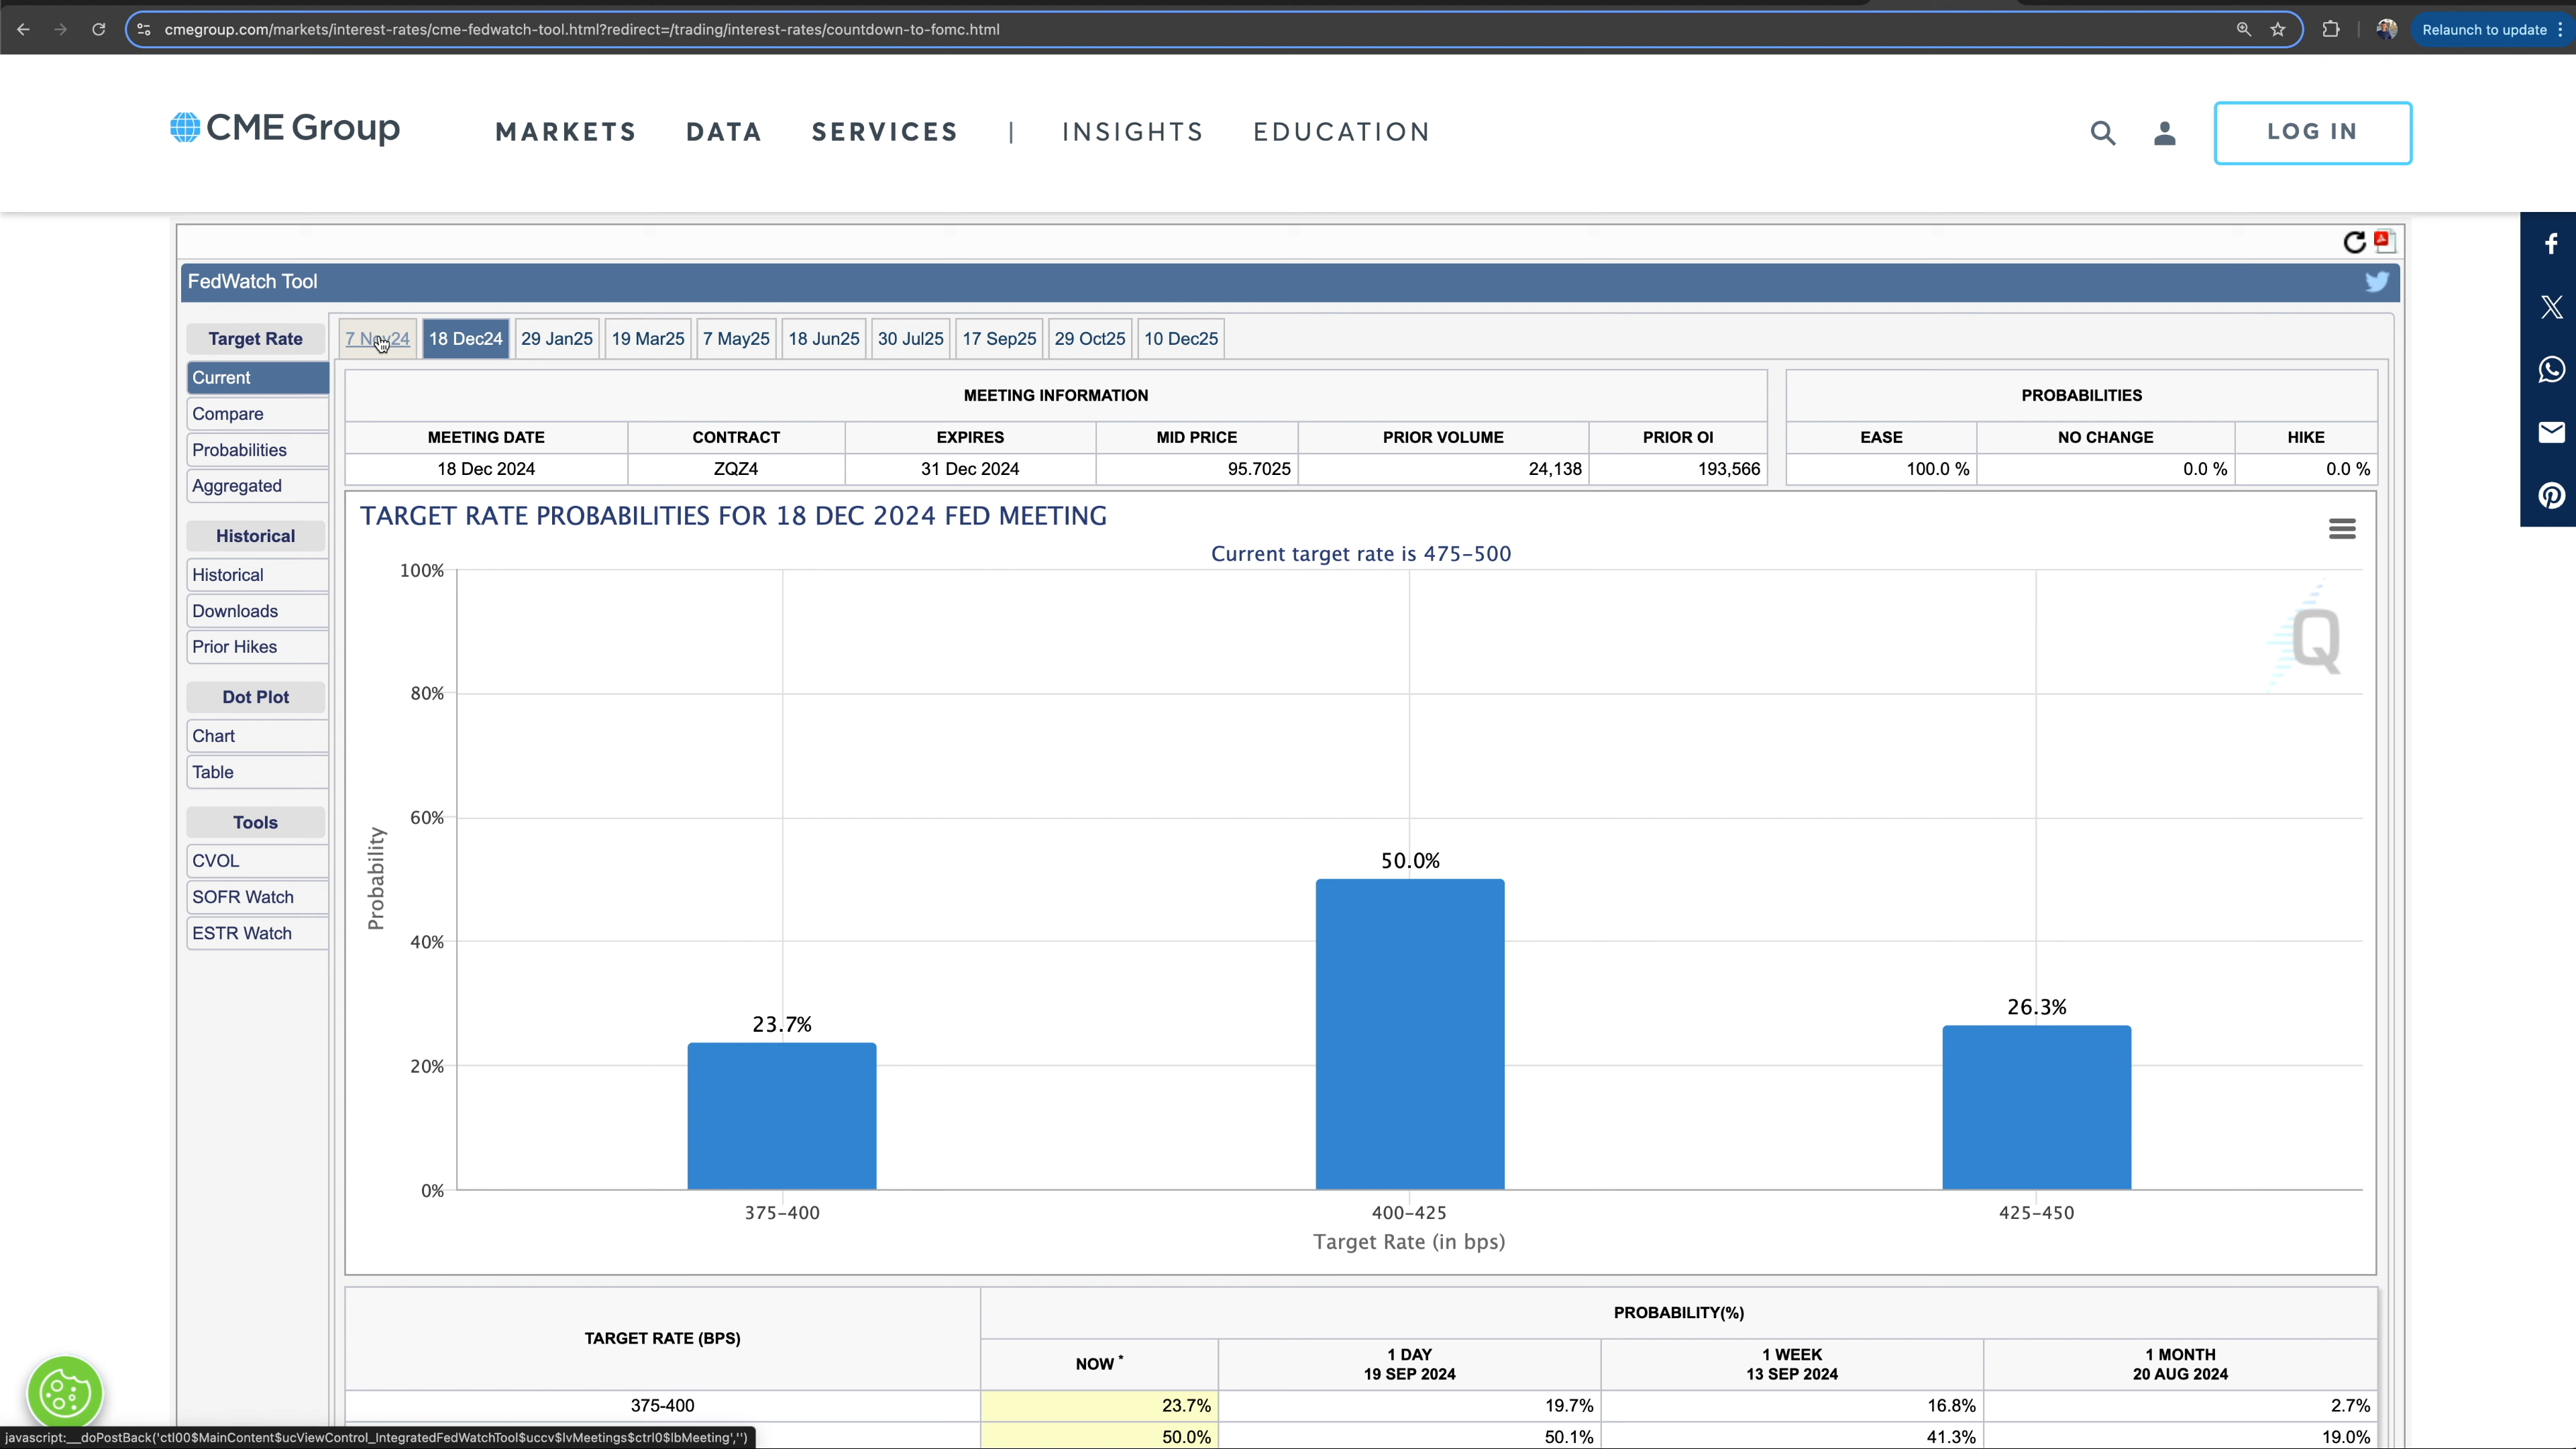 cmegroup.com/markets/interest-rates/cme-fedwatch-tool.html?redirect=/trading/interest-rates/countdown-to-fomc.html
Relaunch to update
CME Group
MARKETS DATA SERVICES | INSIGHTS EDUCATION
LOG IN
FedWatch Tool
Target Rate
Current
Compare
Probabilities
Aggregated
Historical
Historical
Downloads
Prior Hikes
Dot Plot
Chart
Table
Tools
CVOL
SOFR Watch
ESTR Watch
7 Nov24 18 Dec24 29 Jan25 19 Mar25 7 May25 18 Jun25 30 Jul25 17 Sep25 29 Oct25 10 Dec25
MEETING INFORMATION
MEETING DATE CONTRACT EXPIRES MID PRICE PRIOR VOLUME PRIOR OI
18 Dec 2024 ZQZ4 31 Dec 2024 95.7025 24,138 193,566
PROBABILITIES
EASE NO CHANGE HIKE
100.0 % 0.0 % 0.0 %
TARGET RATE PROBABILITIES FOR 18 DEC 2024 FED MEETING
Current target rate is 475-500
Q
Probability
100%
80%
60%
40%
20%
0%
23.7%
50.0%
26.3%
375-400 400-425 425-450
Target Rate (in bps)
TARGET RATE (BPS)
PROBABILITY(%)
NOW *
1 DAY
19 SEP 2024
1 WEEK
13 SEP 2024
1 MONTH
20 AUG 2024
375-400 23.7% 19.7% 16.8% 2.7%
50.0% 50.1% 41.3% 19.0%
javascript:__doPostBack('ctl00$MainContent$ucViewControl_IntegratedFedWatchTool$uccv$lvMeetings$ctrl0$lbMeeting','')